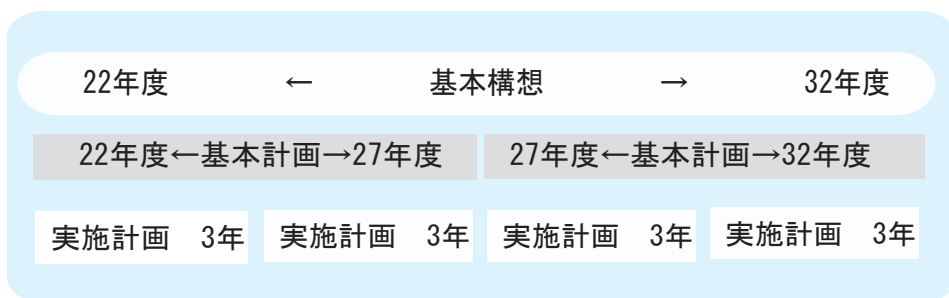 22年度 ← 基本構想 → 32年度
22年度←基本計画→27年度 27年度←基本計画→32年度
実施計画 3年 実施計画 3年 実施計画 3年 実施計画 3年